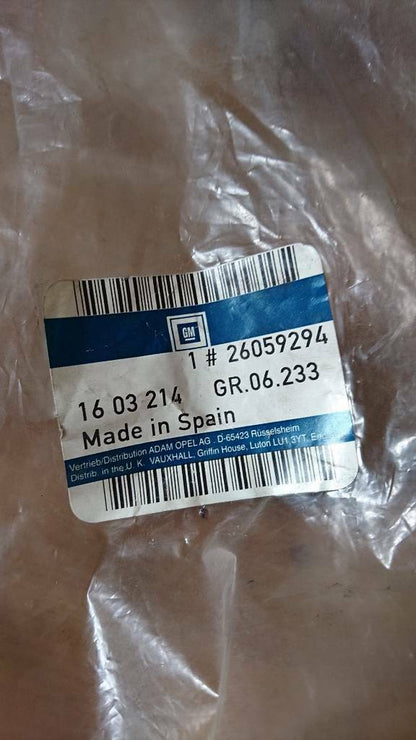 GM
1 # 26059294
16 03 214 GR.06.233
Made in Spain
Vertrieb/Distribution ADAM OPEL AG . D-65423 Rüsselsheim
Distrib. in the U. K. VAUXHALL, Griffin House, Luton LU1 3YT,